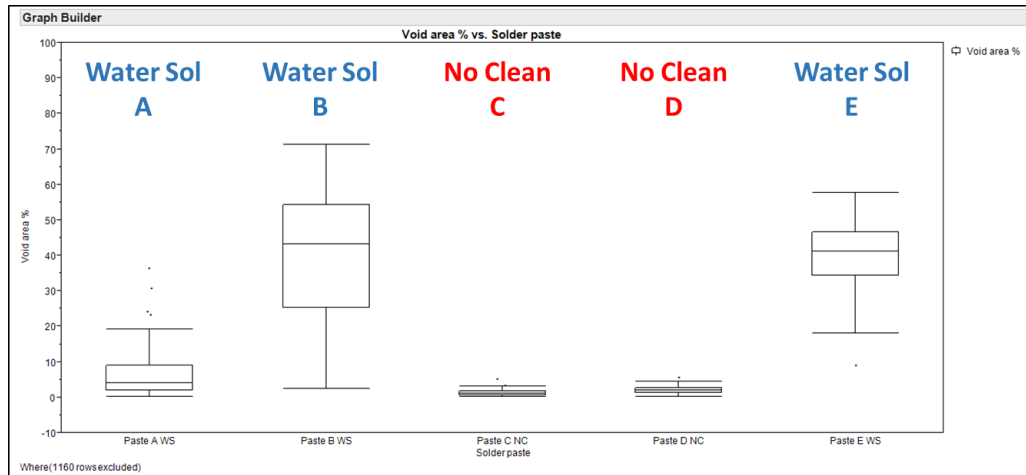 Graph Builder
Void area % vs. Solder paste
Void area %
100
90
80
70
60
50
40
30
20
10
0
-10
Void area %
Water Sol
A
Water Sol
B
No Clean
C
No Clean
D
Water Sol
E
Paste A WS
Paste B WS
Paste C NC
Paste D NC
Paste E WS
Solder paste
Where(1160 rows excluded)